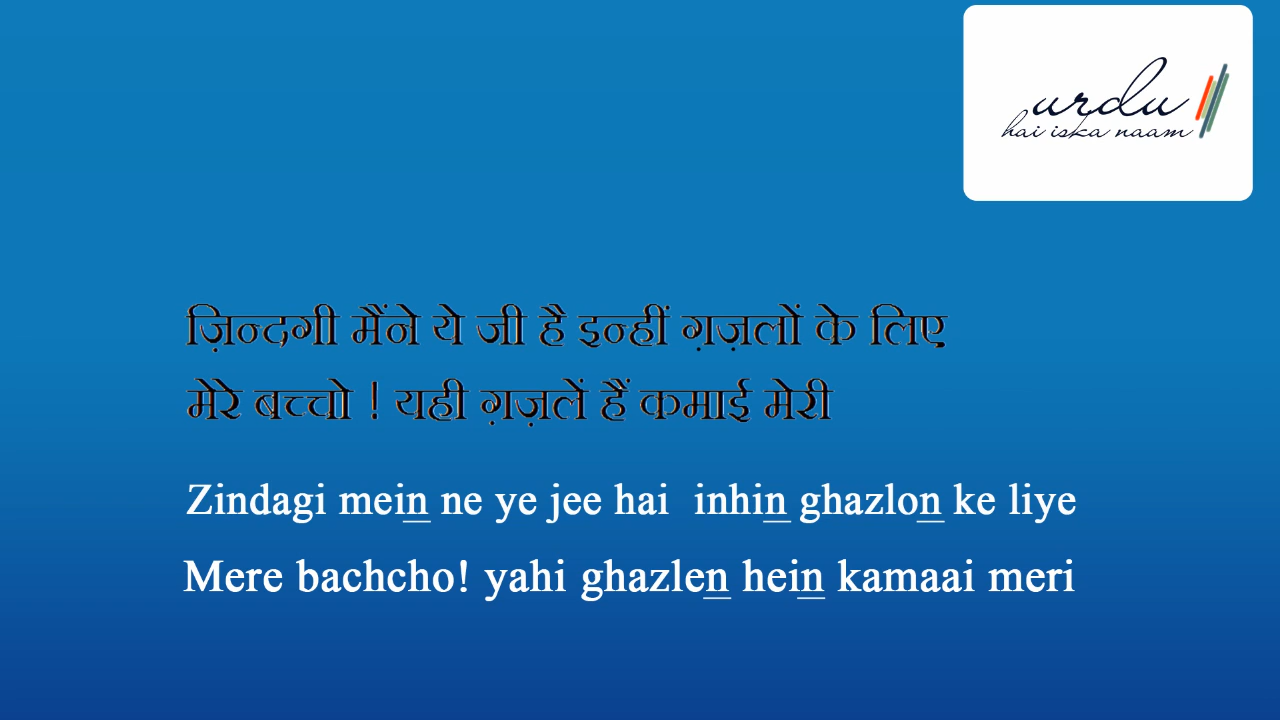 urdu
hai iska naam
ज़िन्दगी मैंने ये जी है इन्हीं ग़ज़लों के लिए
मेरे बच्चो ! यही ग़ज़लें हैं कमाई मेरी
Zindagi mein ne ye jee hai inhin ghazlon ke liye
Mere bachcho! yahi ghazlen hein kamaai meri